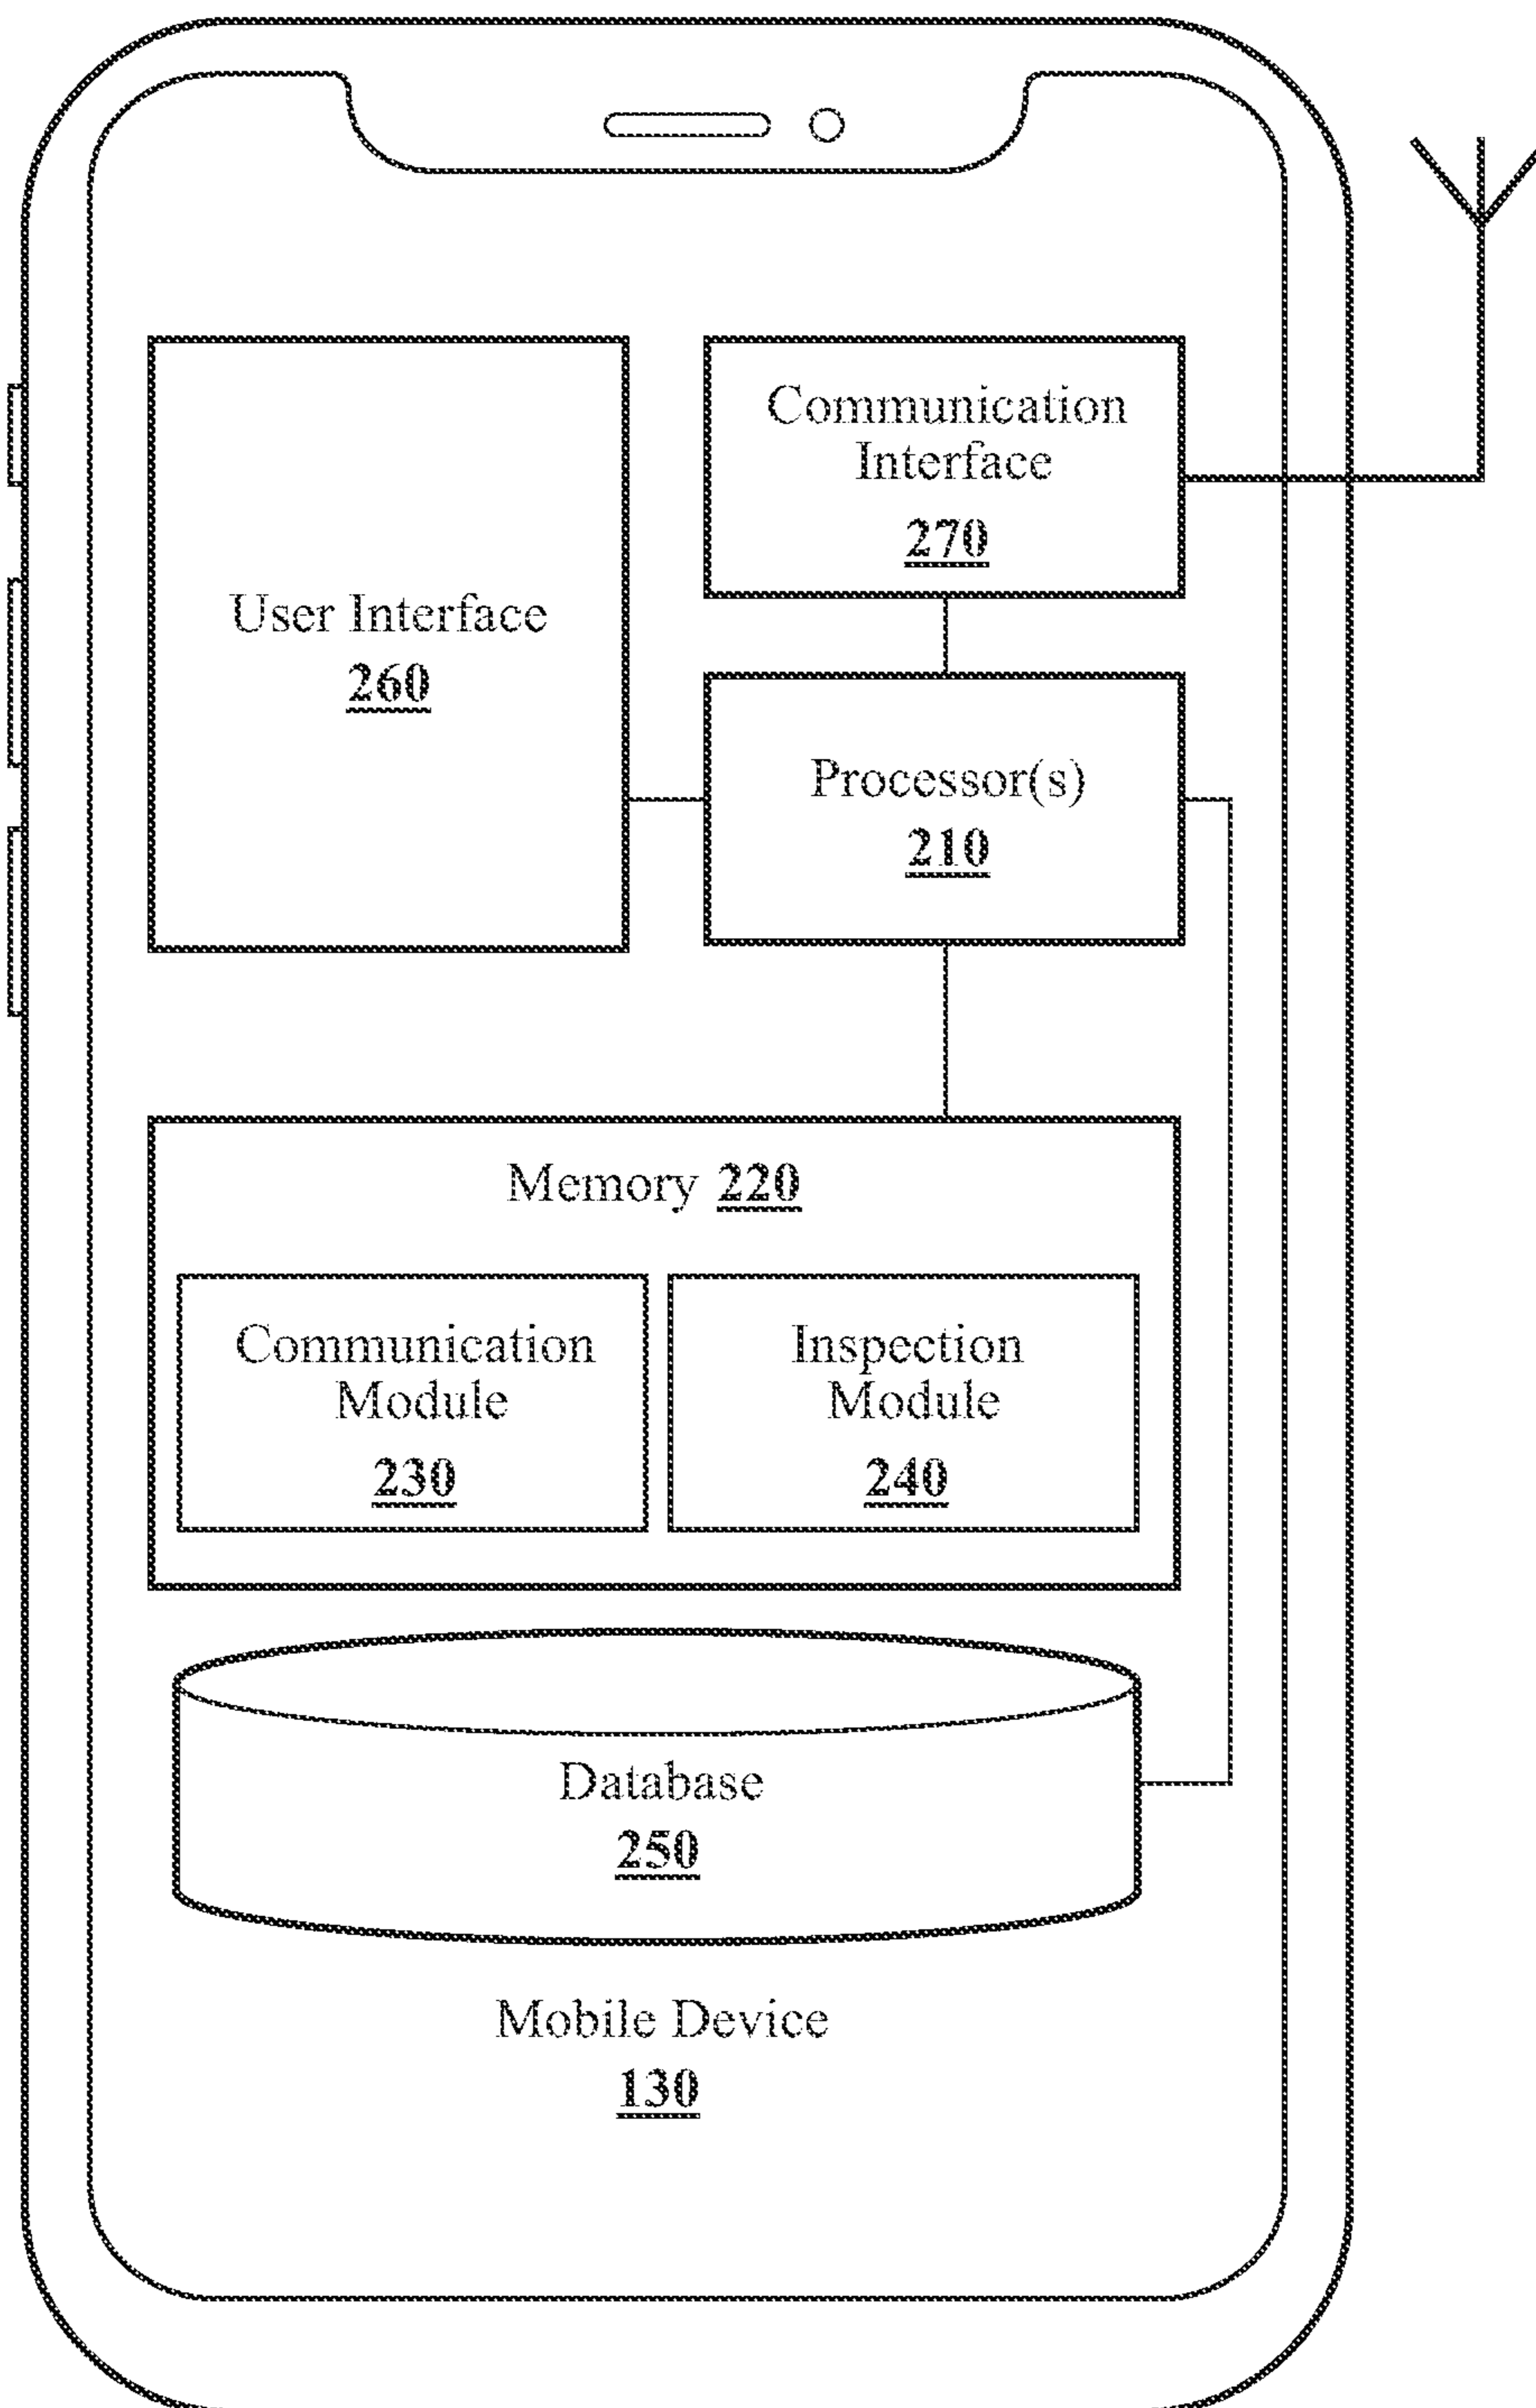 Communication
Interface
270
User Interface
260
Processor(s)
210
Memory 220
Communication
Module
230
Inspection
Module
240
Database
250
Mobile Device
130